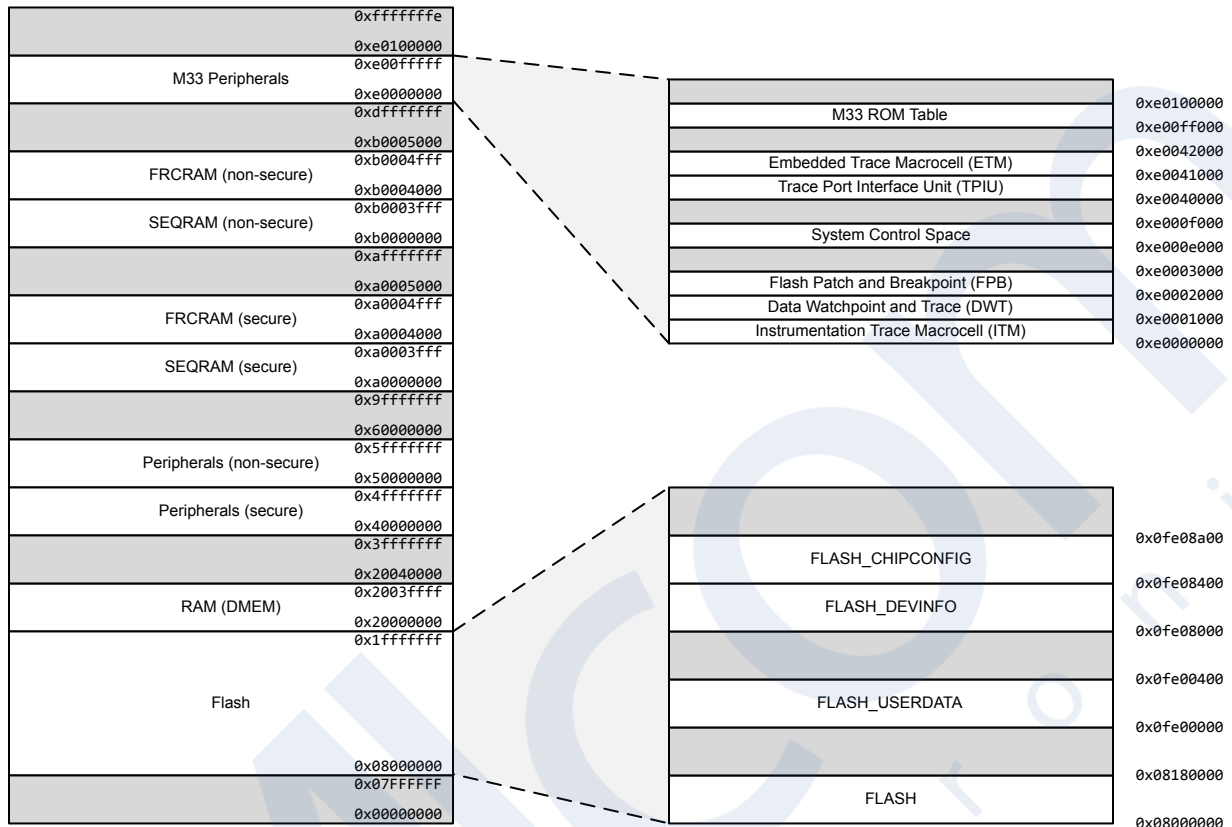 0xfffffffe
0xe0100000
0xe00fffff
M33 Peripherals
0xe0000000
0xdfffffff
0xb0005000
0xb0004fff
FRCRAM (non-secure)
0xb0004000
0xb0003fff
SEQRAM (non-secure)
0xb0000000
0xafffffff
0xa0005000
0xa0004fff
FRCRAM (secure)
0xa0004000
0xa0003fff
SEQRAM (secure)
0xa0000000
0x9fffffff
0x60000000
0x5fffffff
Peripherals (non-secure)
0x50000000
0x4fffffff
Peripherals (secure)
0x40000000
0x3fffffff
0x20040000
0x2003ffff
RAM (DMEM)
0x20000000
0x1fffffff
Flash
0x08000000
0x07FFFFFF
0x00000000
0xe0100000
M33 ROM Table
0xe00ff000
0xe0042000
Embedded Trace Macrocell (ETM)
0xe0041000
Trace Port Interface Unit (TPIU)
0xe0040000
0xe000f000
System Control Space
0xe000e000
0xe0003000
Flash Patch and Breakpoint (FPB)
0xe0002000
Data Watchpoint and Trace (DWT)
0xe0001000
Instrumentation Trace Macrocell (ITM)
0xe0000000
0x0fe08a00
FLASH_CHIPCONFIG
0x0fe08400
FLASH_DEVINFO
0x0fe08000
0x0fe00400
FLASH_USERDATA
0x0fe00000
0x08180000
FLASH
0x08000000